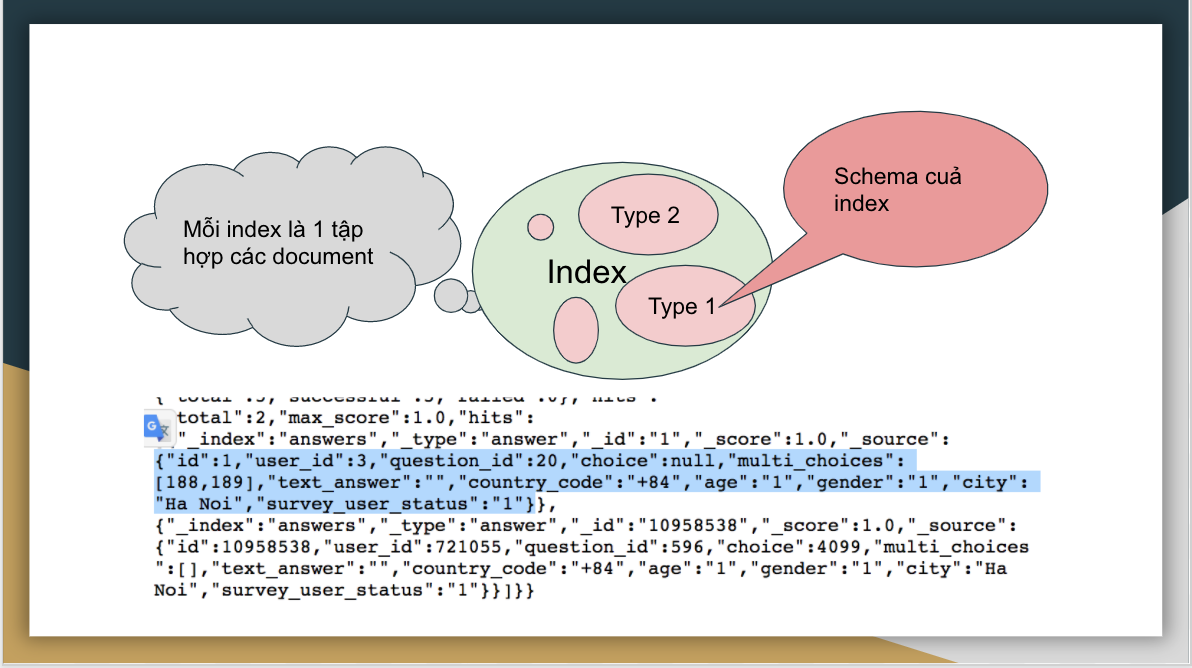 Mỗi index là 1 tập
hợp các document
Type 2
Index
Type 1
Schema cuả
index
total":2,"max_score":1.0,"hits":
"_index":"answers","_type":"answer","_id":"1","_score":1.0,"_source":
{"id":1,"user_id":3,"question_id":20,"choice":null,"multi_choices":
[188,189],"text_answer":"","country_code":"+84","age":"1","gender":"1","city":
"Ha Noi","survey_user_status":"1"}},
{"_index":"answers","_type":"answer","_id":"10958538","_score":1.0,"_source":
{"id":10958538,"user_id":721055,"question_id":596,"choice":4099,"multi_choices
":[],"text_answer":"","country_code":"+84","age":"1","gender":"1","city":"Ha
Noi","survey_user_status":"1"}}]}}